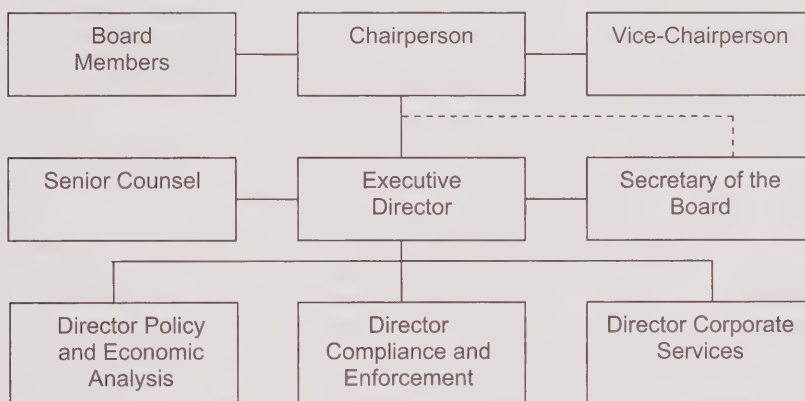 Board
Members
Chairperson
Vice-Chairperson
Senior Counsel
Executive
Director
Secretary of the
Board
Director Policy
and Economic
Analysis
Director
Compliance and
Enforcement
Director Corporate
Services